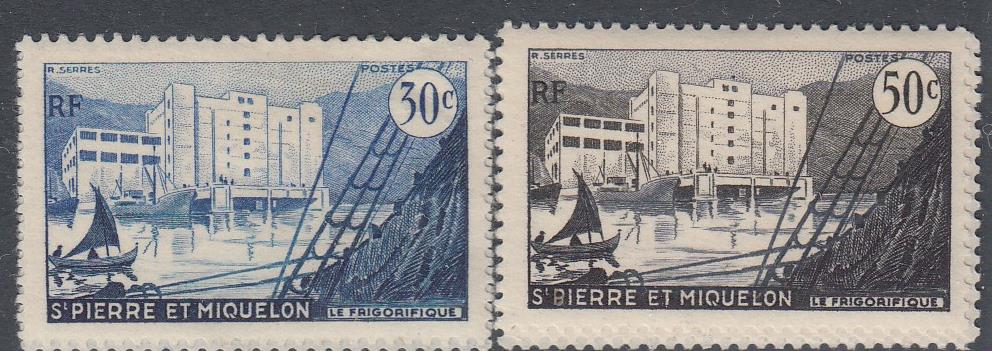 R. SERRES POSTES
RF 30c
St PIERRE ET MIQUELON LE FRIGORIFIQUE
R. SERRES POSTES
RF 50c
St PIERRE ET MIQUELON LE FRIGORIFIQUE